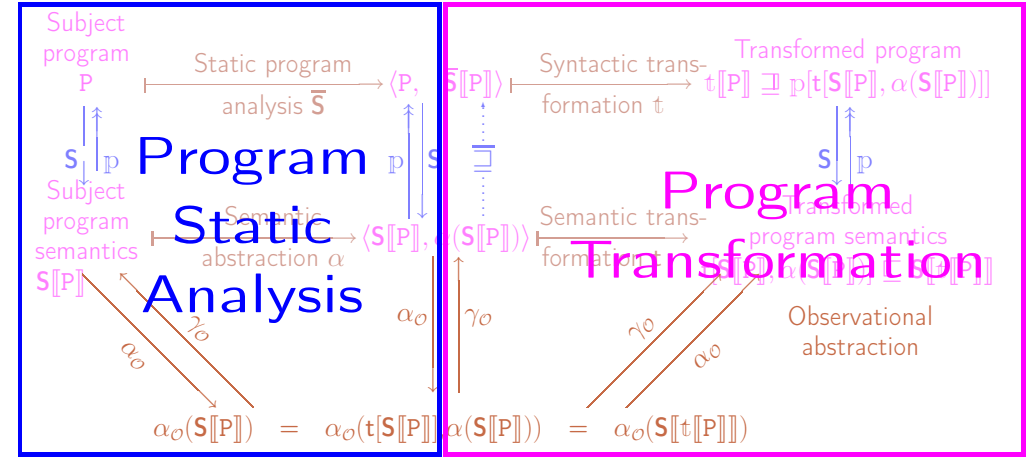 Subject
program
P
Static program
analysis S̅
⟨P, S̅⟦P⟧⟩
Syntactic trans-
formation 𝕥
Transformed program
𝕥⟦P⟧ ⊒ 𝕡[t[S⟦P⟧, α(S⟦P⟧)]]
S 𝕡
𝕡 S ⊑
S 𝕡
Program
Static
Analysis
Program
Transformation
Subject
program
semantics
S⟦P⟧
Semantic
abstraction α
⟨S⟦P⟧, α(S⟦P⟧)⟩
Semantic trans-
formation t
Transformed
program semantics
t[S⟦P⟧, α(S⟦P⟧)] ⊑ S⟦𝕥⟦P⟧⟧
α𝒪 γ𝒪
α𝒪 γ𝒪
γ𝒪 α𝒪
Observational
abstraction
α𝒪(S⟦P⟧) = α𝒪(t[S⟦P⟧], α(S⟦P⟧)) = α𝒪(S⟦𝕥⟦P⟧⟧)